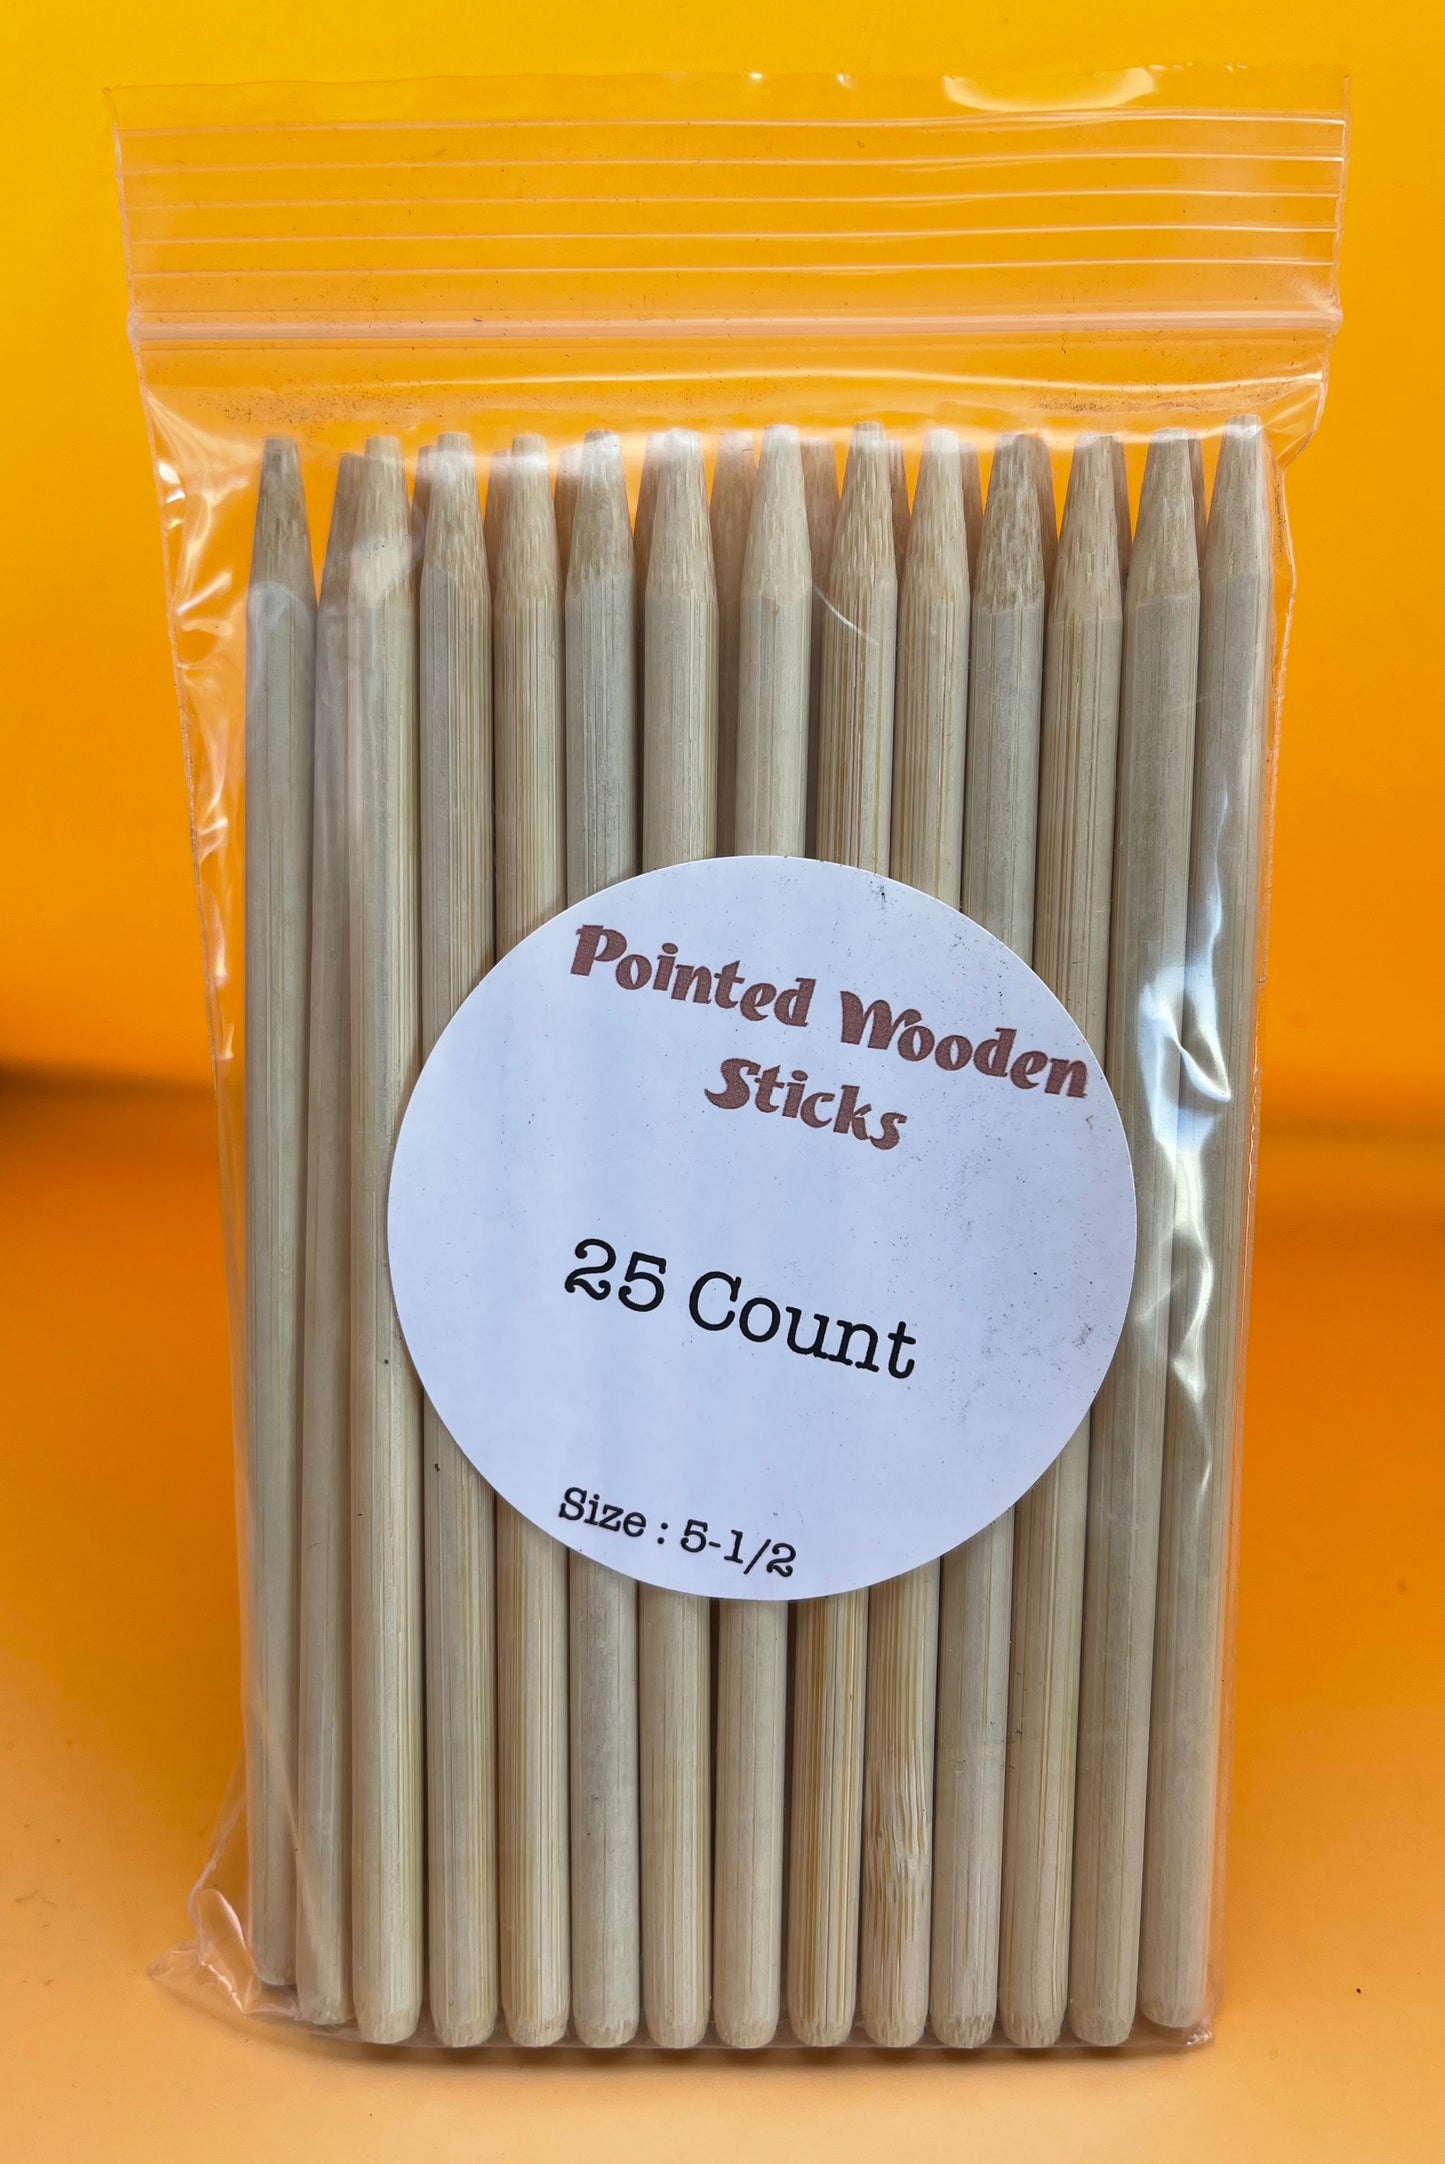 Pointed Wooden
Sticks
25 Count
Size : 5-1/2